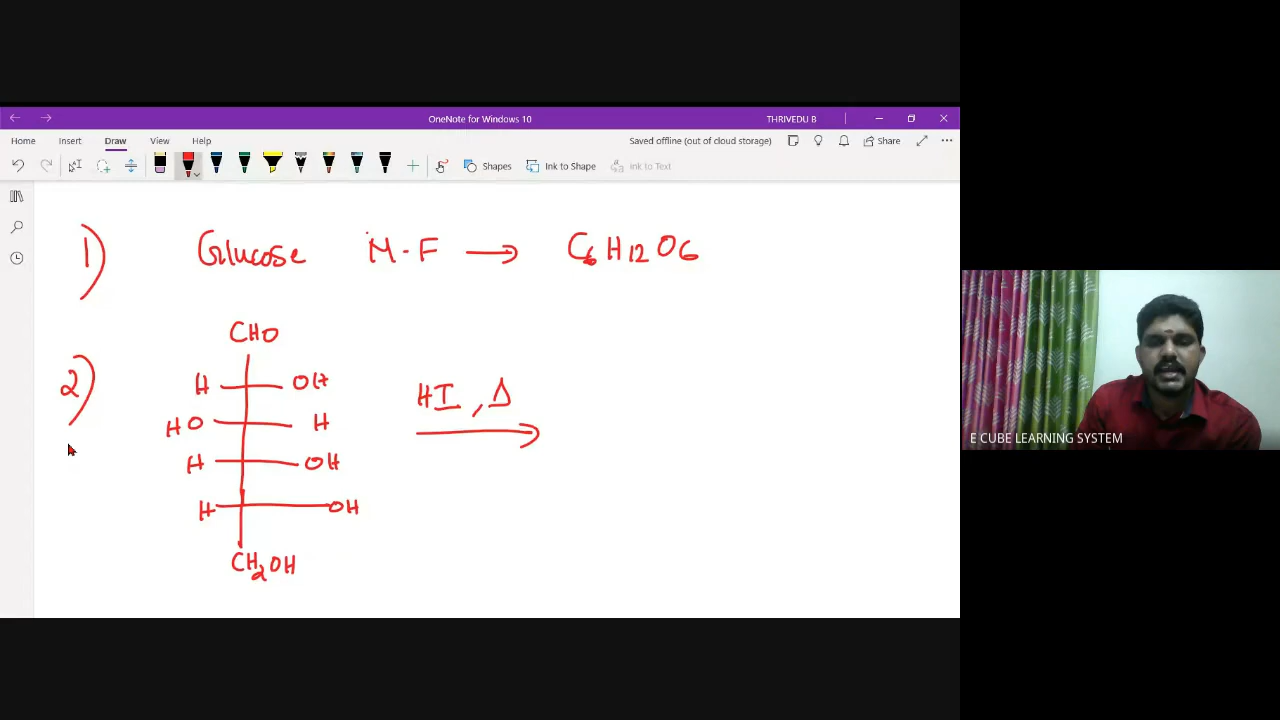 OneNote for Windows 10
THRIVEDU B
Home Insert Draw View Help
Saved offline (out of cloud storage)
Share
Shapes
Ink to Shape
Ink to Text
1) Glucose M.F → C6H12O6
CHO
2)
H OH
HI, Δ
HO H
H OH
H OH
CH2OH
E CUBE LEARNING SYSTEM